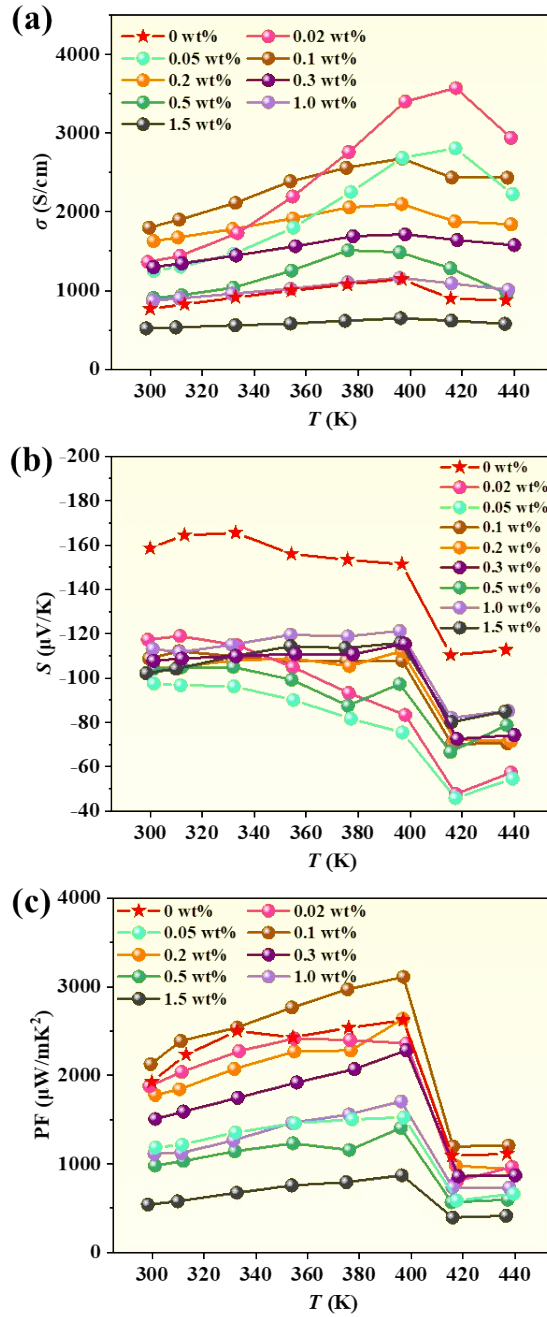 (a)
0 wt% 0.02 wt%
0.05 wt% 0.1 wt%
0.2 wt% 0.3 wt%
0.5 wt% 1.0 wt%
1.5 wt%
4000
3000
2000
1000
0
σ (S/cm)
300 320 340 360 380 400 420 440
T (K)
(b)
-200
-180
-160
-140
-120
-100
-80
-60
-40
S (μV/K)
0 wt%
0.02 wt%
0.05 wt%
0.1 wt%
0.2 wt%
0.3 wt%
0.5 wt%
1.0 wt%
1.5 wt%
300 320 340 360 380 400 420 440
T (K)
(c)
4000
3000
2000
1000
0
PF (μW/mK⁻²)
0 wt% 0.02 wt%
0.05 wt% 0.1 wt%
0.2 wt% 0.3 wt%
0.5 wt% 1.0 wt%
1.5 wt%
300 320 340 360 380 400 420 440
T (K)